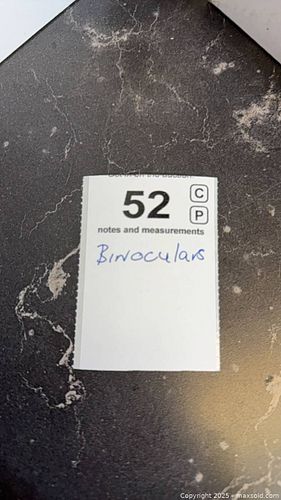 52
C
P
notes and measurements
Binoculars
Copyright 2025 - maxsold.com